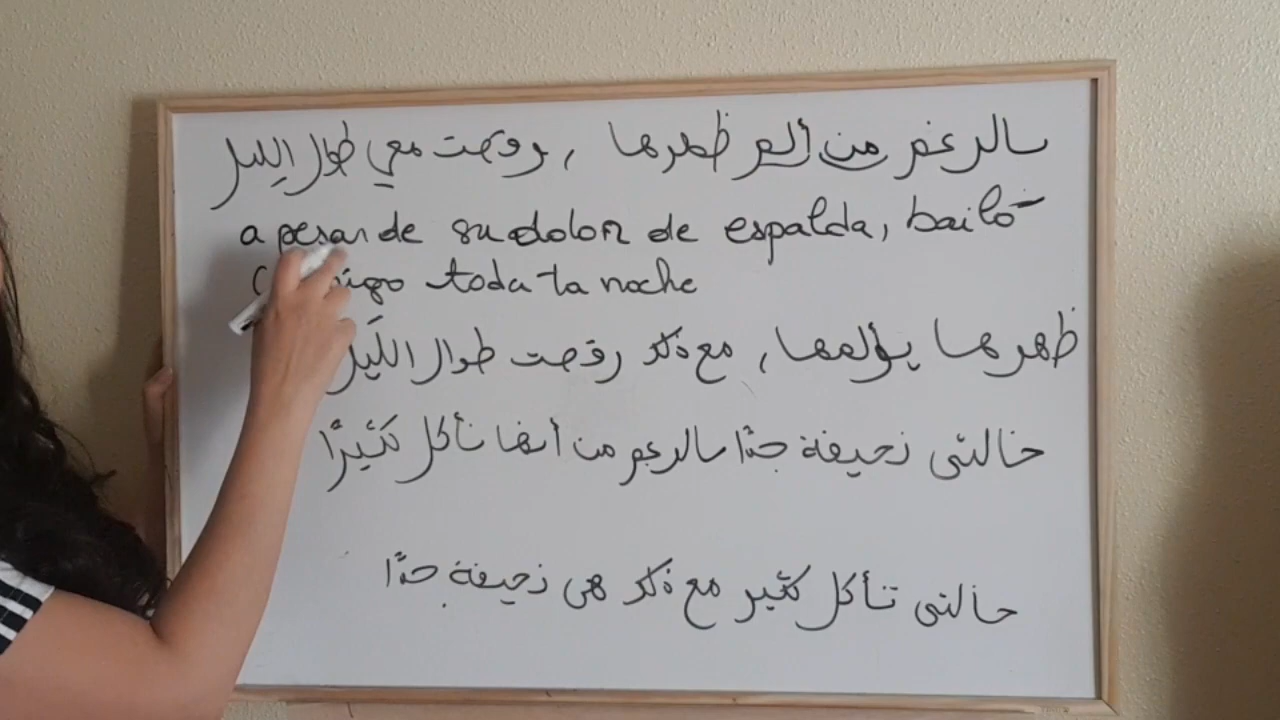 بالرغم من ألم ظهرها ، رقصت معي طوال الليل
a pesar de su dolor de espalda, bailó
toda la noche
ظهرها يؤلمها ، مع ذلك رقصت طوال اللَيل
خالتي نحيفة جدًا بالرغم من أنها تأكل كثيرًا
خالتي تأكل كثير مع ذلك هي نحيفة جدًا